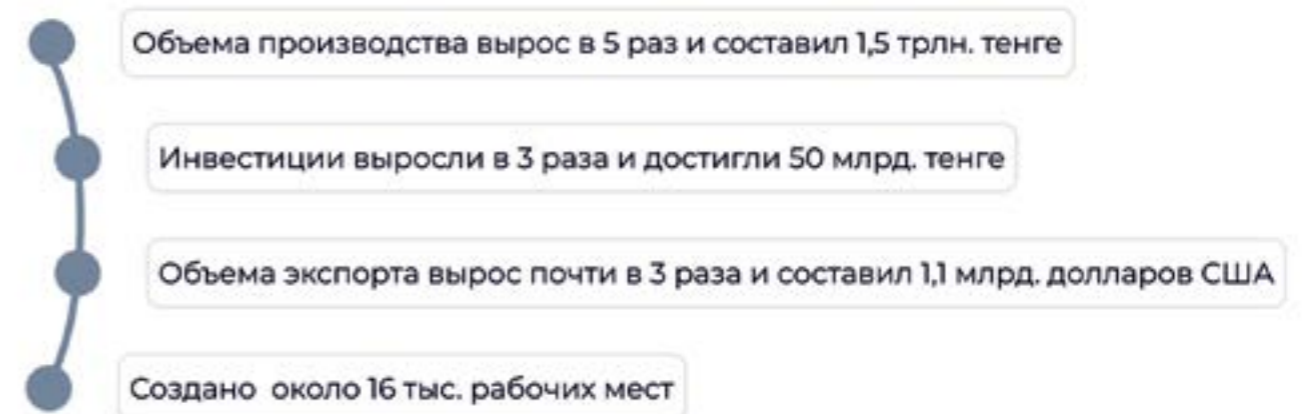 Объема производства вырос в 5 раз и составил 1,5 трлн. тенге
Инвестиции выросли в 3 раза и достигли 50 млрд. тенге
Объема экспорта вырос почти в 3 раза и составил 1,1 млрд. долларов США
Создано около 16 тыс. рабочих мест